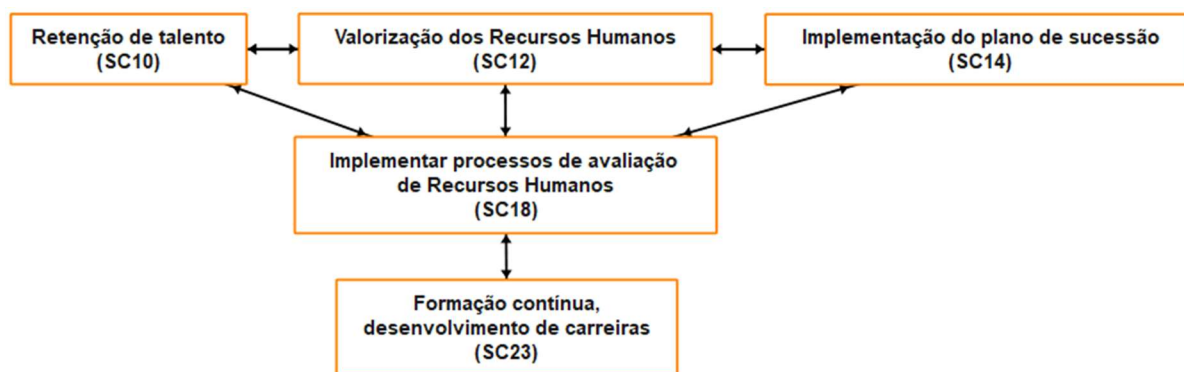 Retenção de talento
(SC10)
Valorização dos Recursos Humanos
(SC12)
Implementação do plano de sucessão
(SC14)
Implementar processos de avaliação
de Recursos Humanos
(SC18)
Formação contínua,
desenvolvimento de carreiras
(SC23)